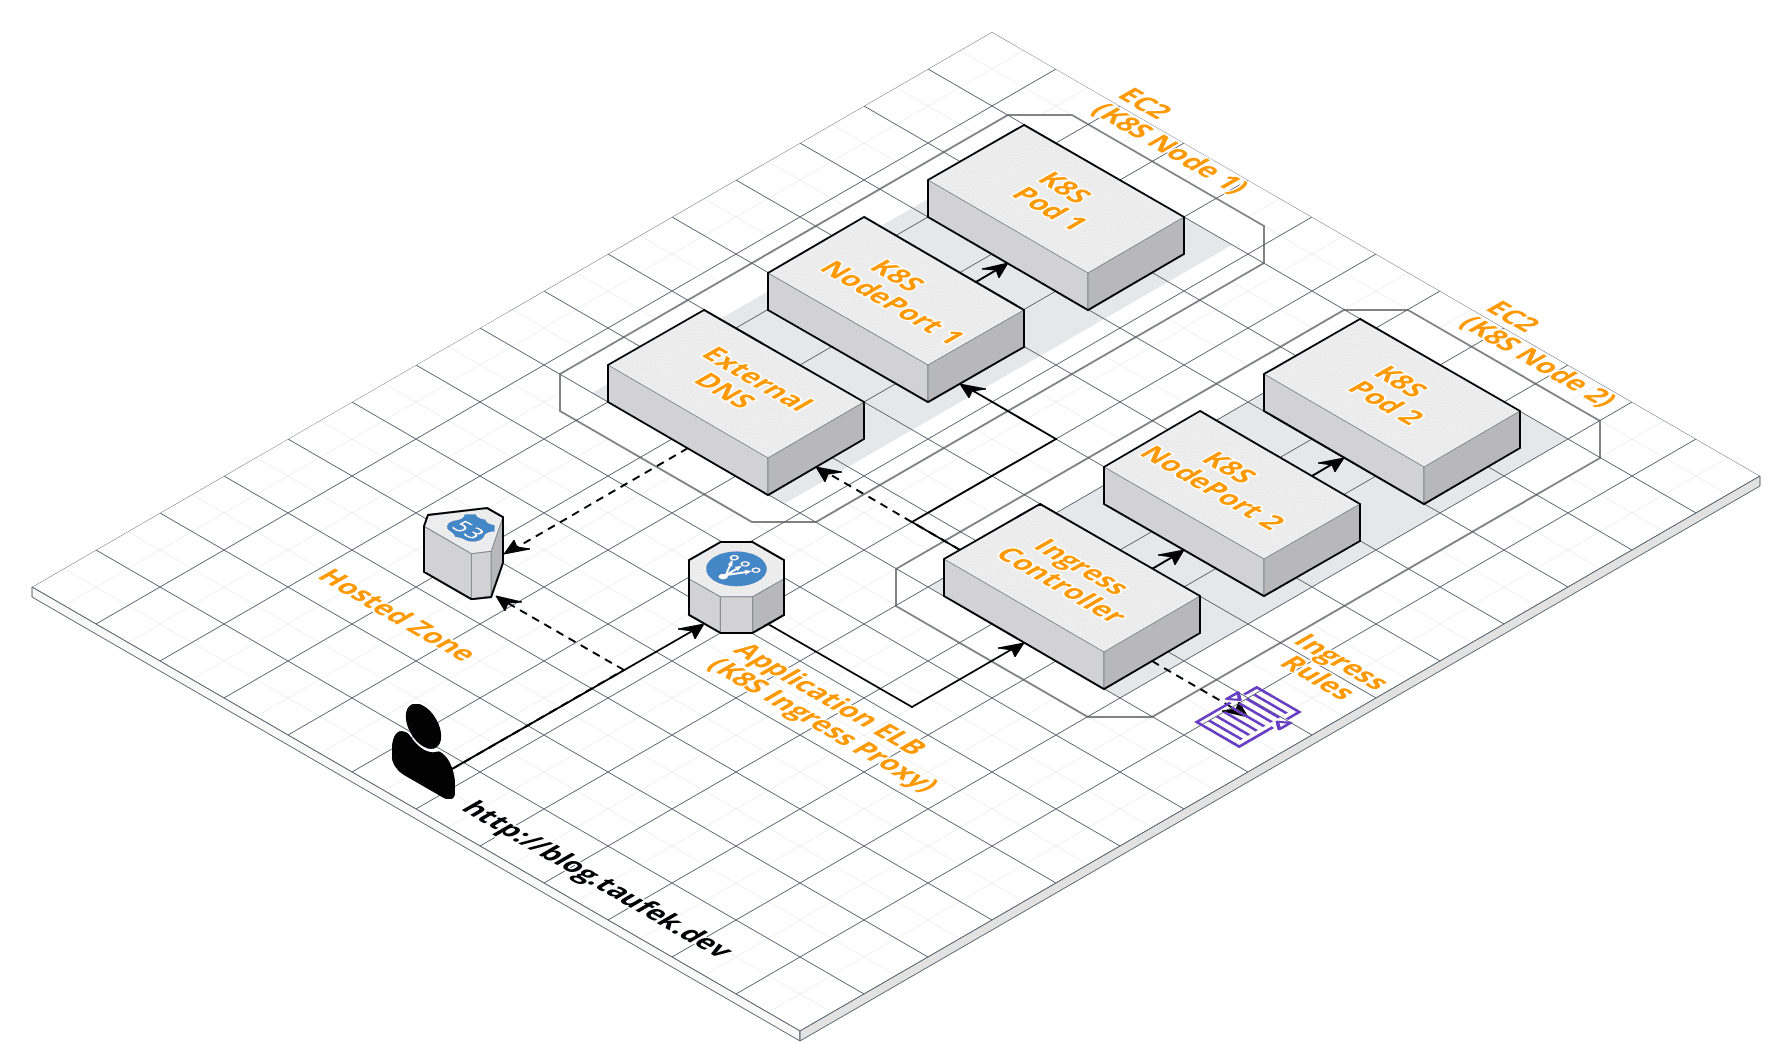 EC2
(K8S Node 1)
K8S
Pod 1
K8S
NodePort 1
External
DNS
EC2
(K8S Node 2)
K8S
Pod 2
K8S
NodePort 2
Ingress
Controller
Ingress
Rules
53
Hosted Zone
Application ELB
(K8S Ingress Proxy)
http://blog.taufek.dev